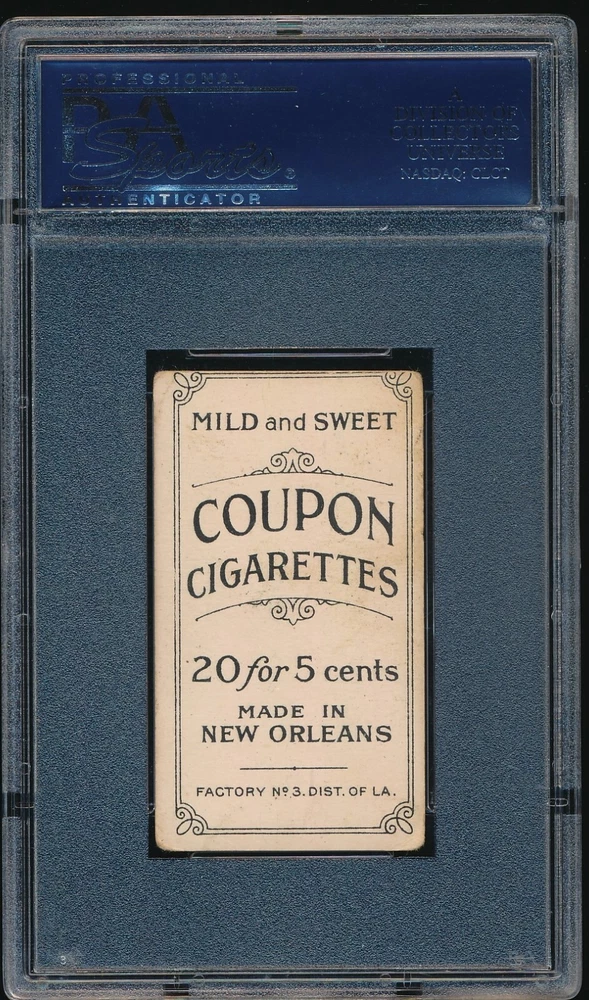 PROFESSIONAL
PSA
Sports
AUTHENTICATOR
A
DIVISION OF
COLLECTORS
UNIVERSE
NASDAQ: CLCT
MILD and SWEET
COUPON
CIGARETTES
20 for 5 cents
MADE IN
NEW ORLEANS
FACTORY Nº 3. DIST. OF LA.